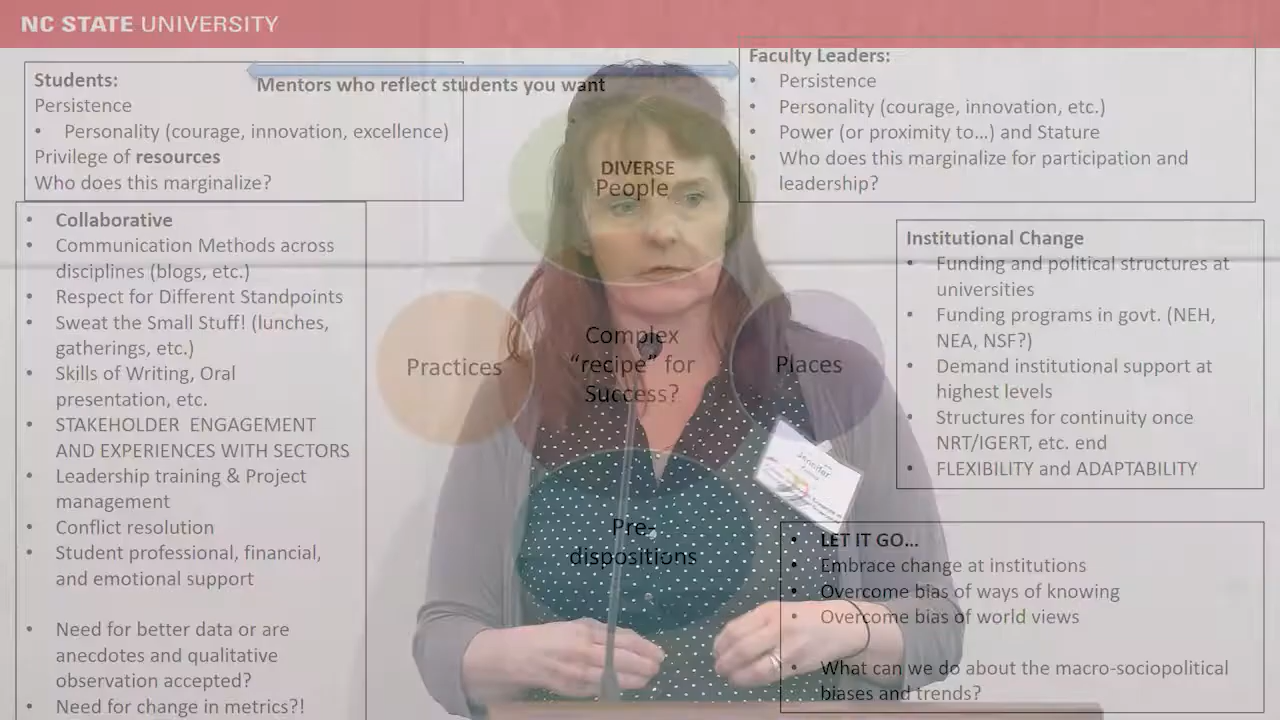 NC STATE UNIVERSITY
Students:
Persistence
• Personality (courage, innovation, excellence)
Privilege of resources
Who does this marginalize?
Mentors who reflect students you want
Faculty Leaders:
• Persistence
• Personality (courage, innovation, etc.)
• Power (or proximity to…) and Stature
• Who does this marginalize for participation and
leadership?
• Collaborative
• Communication Methods across
disciplines (blogs, etc.)
• Respect for Different Standpoints
• Sweat the Small Stuff! (lunches,
gatherings, etc.)
• Skills of Writing, Oral
presentation, etc.
• STAKEHOLDER ENGAGEMENT
AND EXPERIENCES WITH SECTORS
• Leadership training & Project
management
• Conflict resolution
• Student professional, financial,
and emotional support
• Need for better data or are
anecdotes and qualitative
observation accepted?
• Need for change in metrics?!
DIVERSE
People
Practices
Complex
“recipe” for
Success?
Places
Pre-
dispositions
Jennifer
Institutional Change
• Funding and political structures at
universities
• Funding programs in govt. (NEH,
NEA, NSF?)
• Demand institutional support at
highest levels
• Structures for continuity once
NRT/IGERT, etc. end
• FLEXIBILITY and ADAPTABILITY
• LET IT GO…
• Embrace change at institutions
• Overcome bias of ways of knowing
• Overcome bias of world views
• What can we do about the macro-sociopolitical
biases and trends?